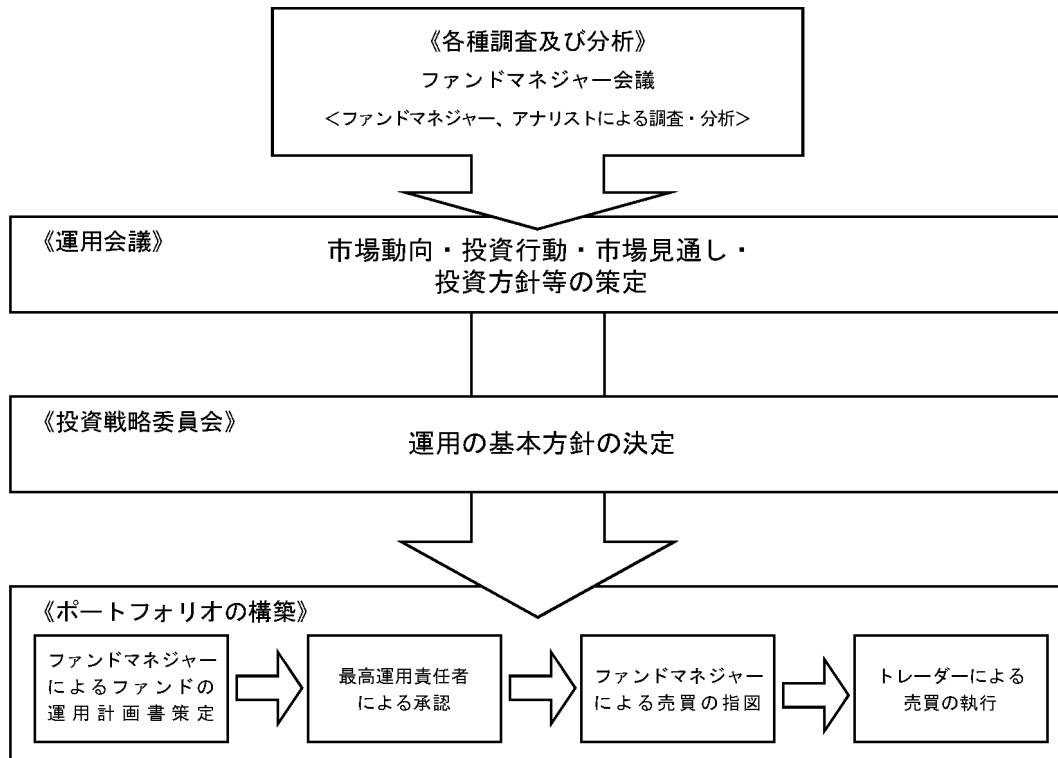 《各種調査及び分析》
ファンドマネジャー会議
＜ファンドマネジャー、アナリストによる調査・分析＞
《運用会議》
市場動向・投資行動・市場見通し・
投資方針等の策定
《投資戦略委員会》
運用の基本方針の決定
《ポートフォリオの構築》
ファンドマネジャー
によるファンドの
運用計画書策定
最高運用責任者
による承認
ファンドマネジャー
による売買の指図
トレーダーによる
売買の執行